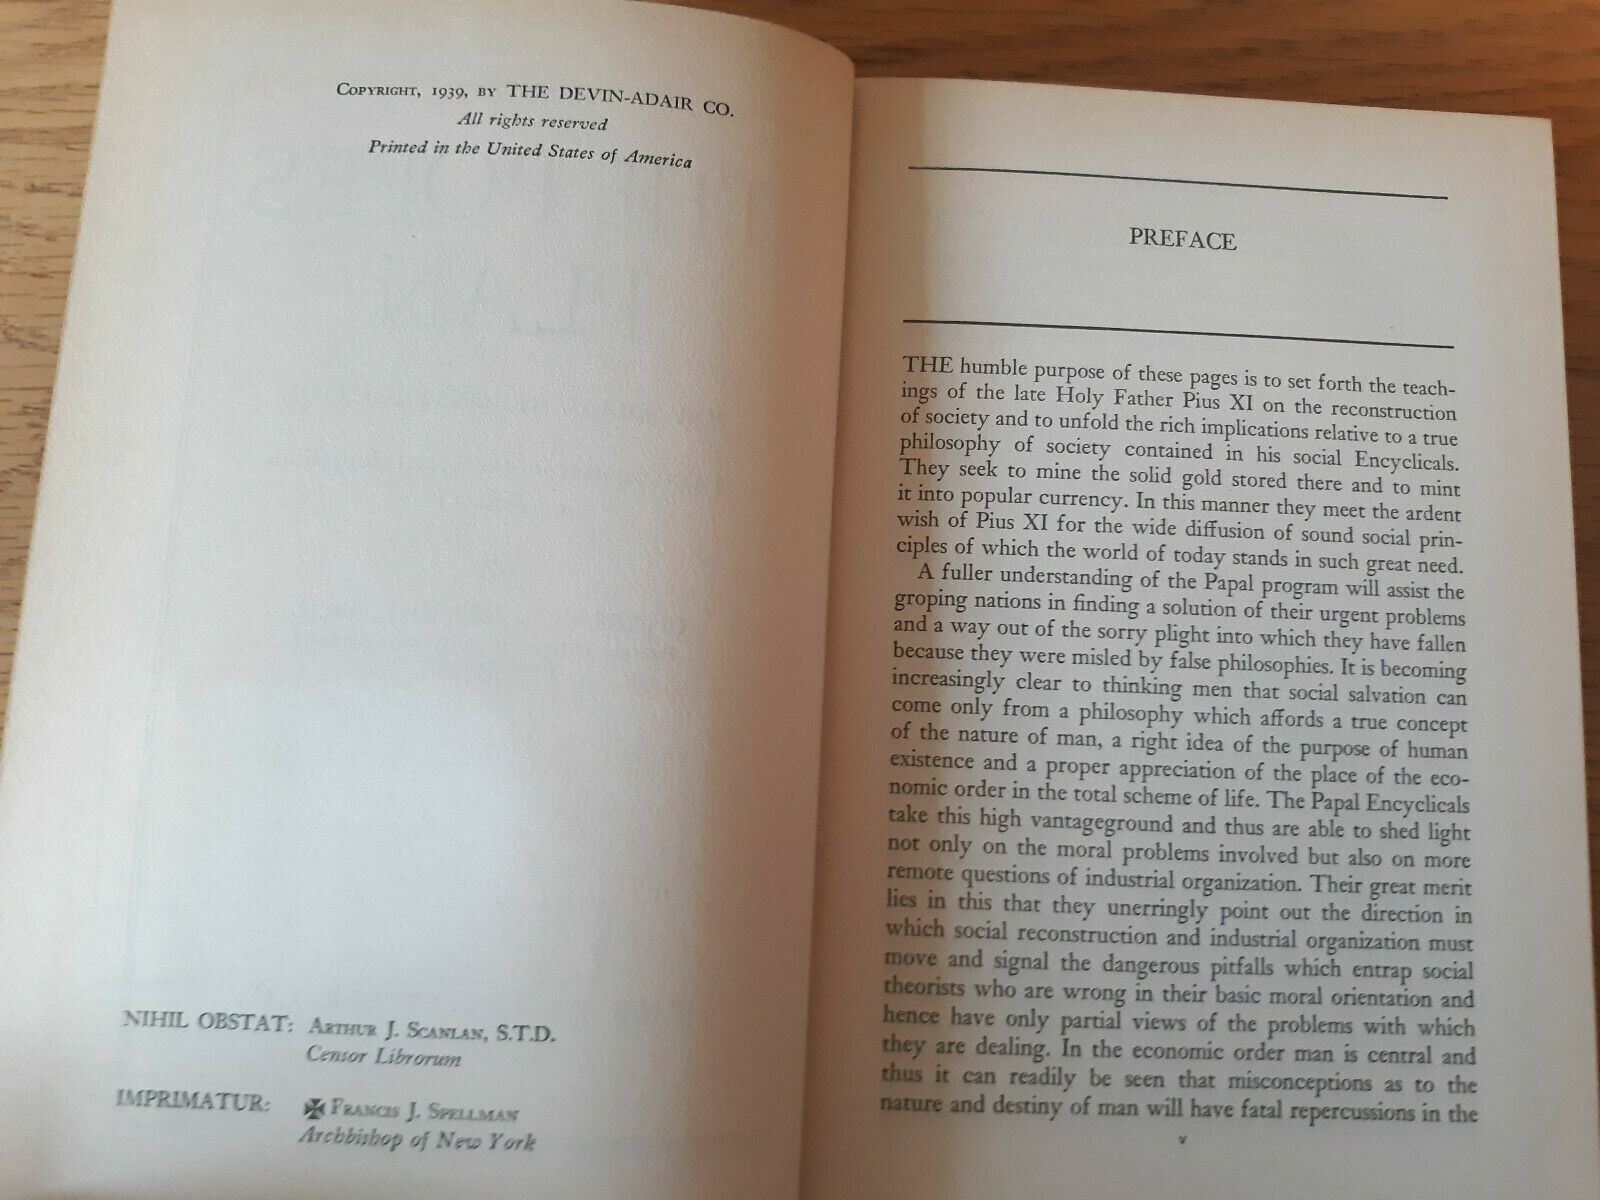 COPYRIGHT, 1939, BY THE DEVIN-ADAIR CO.
All rights reserved
Printed in the United States of America
NIHIL OBSTAT: ARTHUR J. SCANLAN, S.T.D.
Censor Librorum
IMPRIMATUR: ✠ FRANCIS J. SPELLMAN
Archbishop of New York
PREFACE
THE humble purpose of these pages is to set forth the teach-
ings of the late Holy Father Pius XI on the reconstruction
of society and to unfold the rich implications relative to a true
philosophy of society contained in his social Encyclicals.
They seek to mine the solid gold stored there and to mint
it into popular currency. In this manner they meet the ardent
wish of Pius XI for the wide diffusion of sound social prin-
ciples of which the world of today stands in such great need.
A fuller understanding of the Papal program will assist the
groping nations in finding a solution of their urgent problems
and a way out of the sorry plight into which they have fallen
because they were misled by false philosophies. It is becoming
increasingly clear to thinking men that social salvation can
come only from a philosophy which affords a true concept
of the nature of man, a right idea of the purpose of human
existence and a proper appreciation of the place of the eco-
nomic order in the total scheme of life. The Papal Encyclicals
take this high vantageground and thus are able to shed light
not only on the moral problems involved but also on more
remote questions of industrial organization. Their great merit
lies in this that they unerringly point out the direction in
which social reconstruction and industrial organization must
move and signal the dangerous pitfalls which entrap social
theorists who are wrong in their basic moral orientation and
hence have only partial views of the problems with which
they are dealing. In the economic order man is central and
thus it can readily be seen that misconceptions as to the
nature and destiny of man will have fatal repercussions in the
v